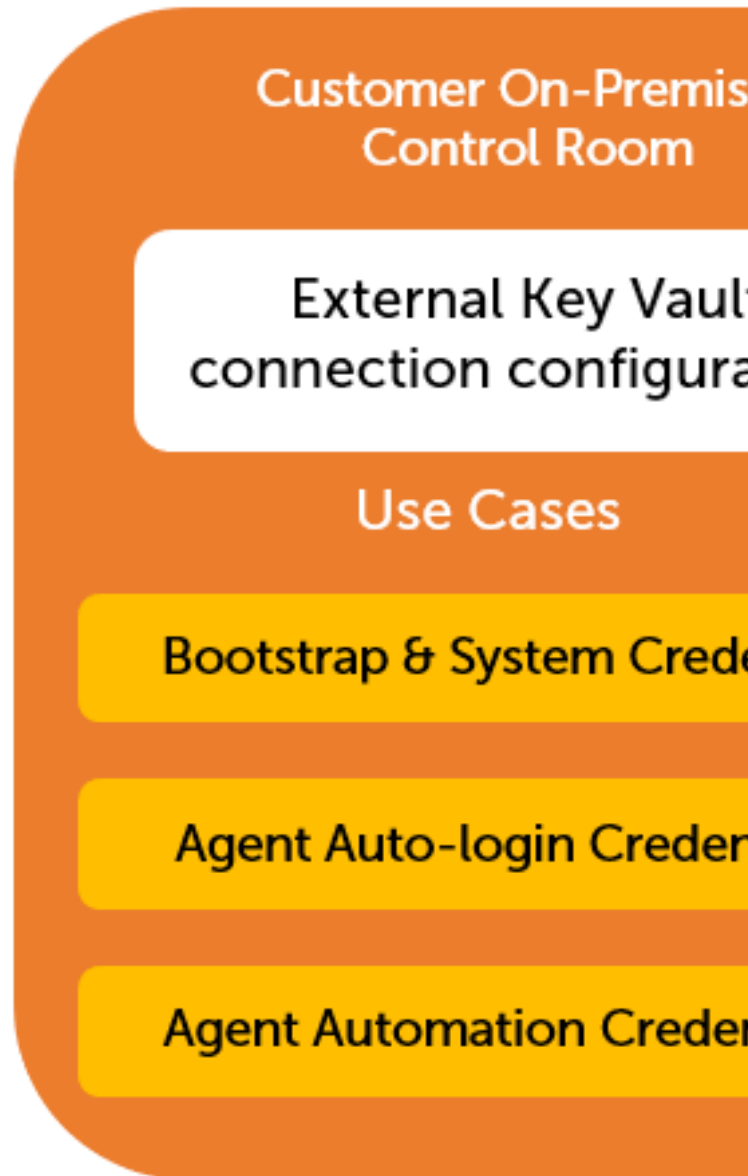 Customer On-Premis
Control Room
External Key Vault
connection configura
Use Cases
Bootstrap & System Crede
Agent Auto-login Creden
Agent Automation Creden